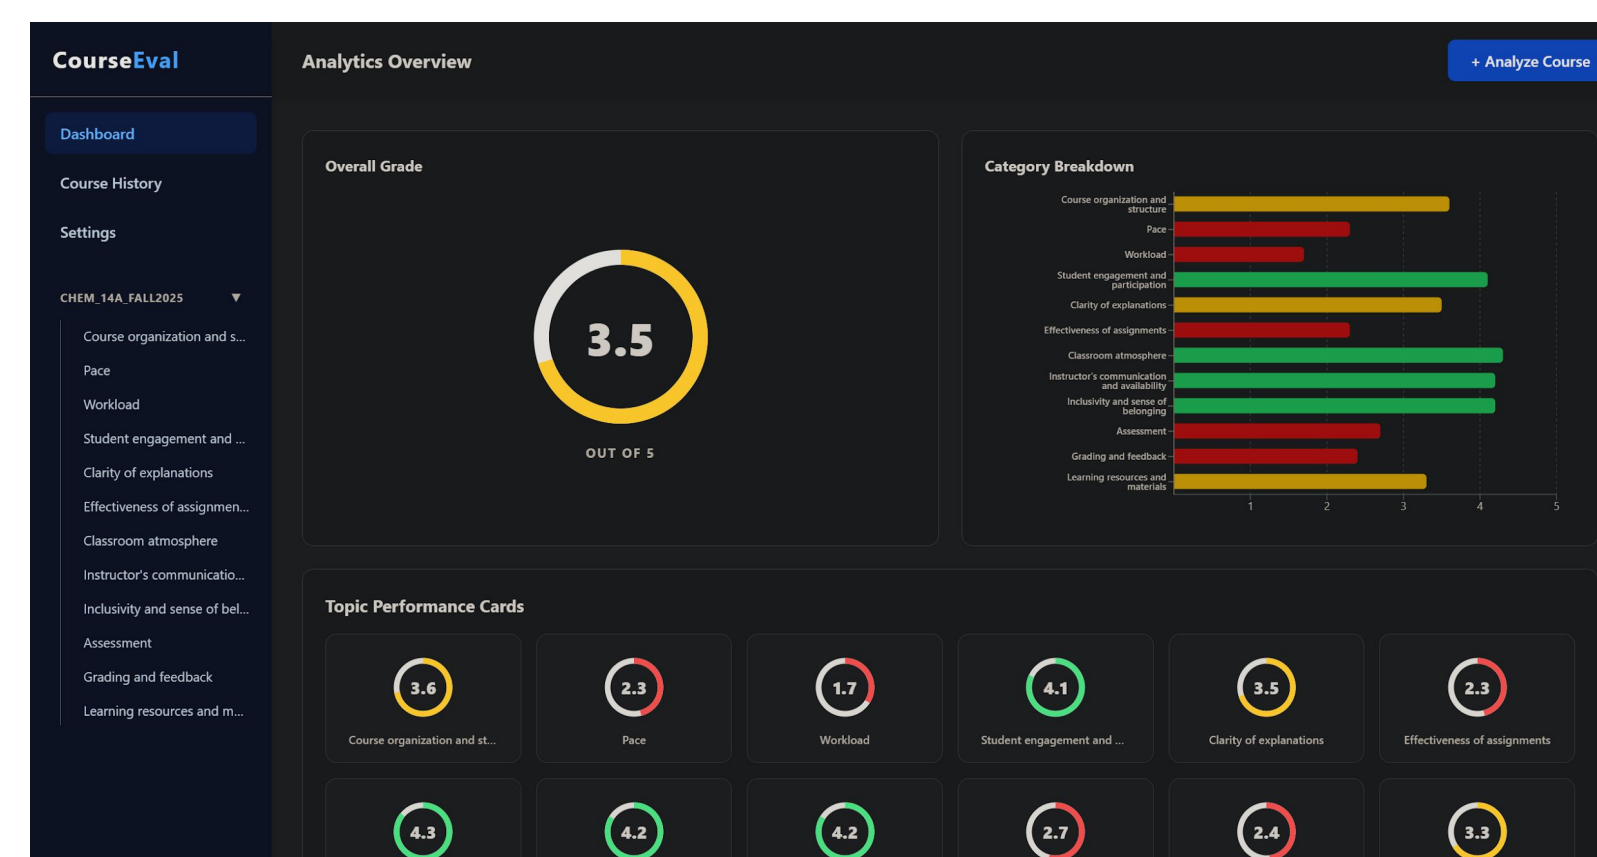 CourseEval
Analytics Overview
+ Analyze Course
Dashboard
Course History
Settings
CHEM_14A_FALL2025 ▼
Course organization and s...
Pace
Workload
Student engagement and ...
Clarity of explanations
Effectiveness of assignmen...
Classroom atmosphere
Instructor's communicatio...
Inclusivity and sense of bel...
Assessment
Grading and feedback
Learning resources and m...
Overall Grade
3.5
OUT OF 5
Category Breakdown
Course organization and
structure
Pace
Workload
Student engagement and
participation
Clarity of explanations
Effectiveness of assignments
Classroom atmosphere
Instructor's communication
and availability
Inclusivity and sense of
belonging
Assessment
Grading and feedback
Learning resources and
materials
1 2 3 4 5
Topic Performance Cards
3.6 2.3 1.7 4.1 3.5 2.3
Course organization and st... Pace Workload Student engagement and ... Clarity of explanations Effectiveness of assignments
4.3 4.2 4.2 2.7 2.4 3.3